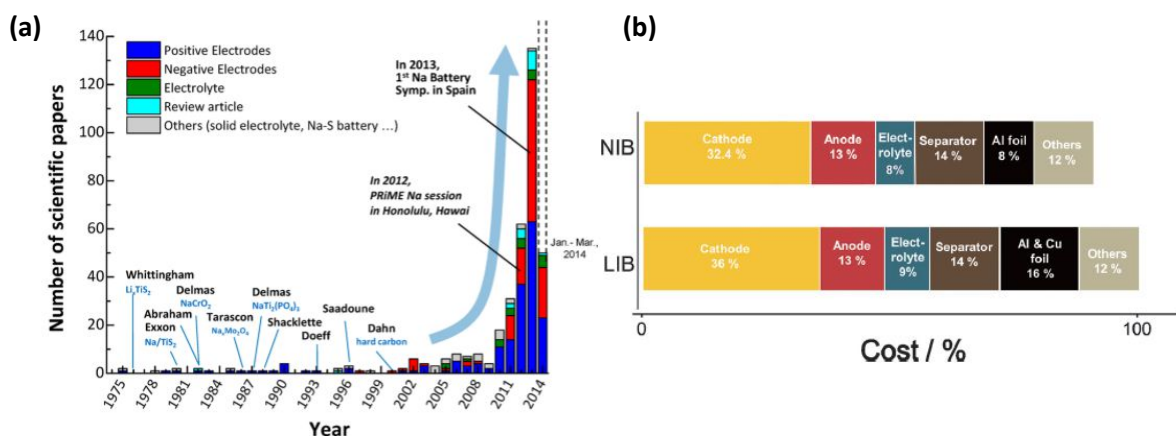 (a)
140
120
100
80
60
40
20
0
Number of scientific papers
Positive Electrodes
Negative Electrodes
Electrolyte
Review article
Others (solid electrolyte, Na-S battery ...)
In 2013,
1st Na Battery
Symp. in Spain
In 2012,
PRiME Na session
in Honolulu, Hawai
Jan.- Mar.,
2014
Whittingham
LixTiS2
Abraham
Exxon
Na/TiS2
Delmas
NaCrO2
Tarascon
NaxMo2O4
Delmas
NaTi2(PO4)3
Shacklette
Doeff
Saadoune
Dahn
hard carbon
1975
1978
1981
1984
1987
1990
1993
1996
1999
2002
2005
2008
2011
2014
Year
(b)
NIB
Cathode
32.4 %
Anode
13 %
Elect-
rolyte
8%
Separator
14 %
Al foil
8 %
Others
12 %
LIB
Cathode
36 %
Anode
13 %
Elect-
rolyte
9%
Separator
14 %
Al & Cu
foil
16 %
Others
12 %
0
100
Cost / %